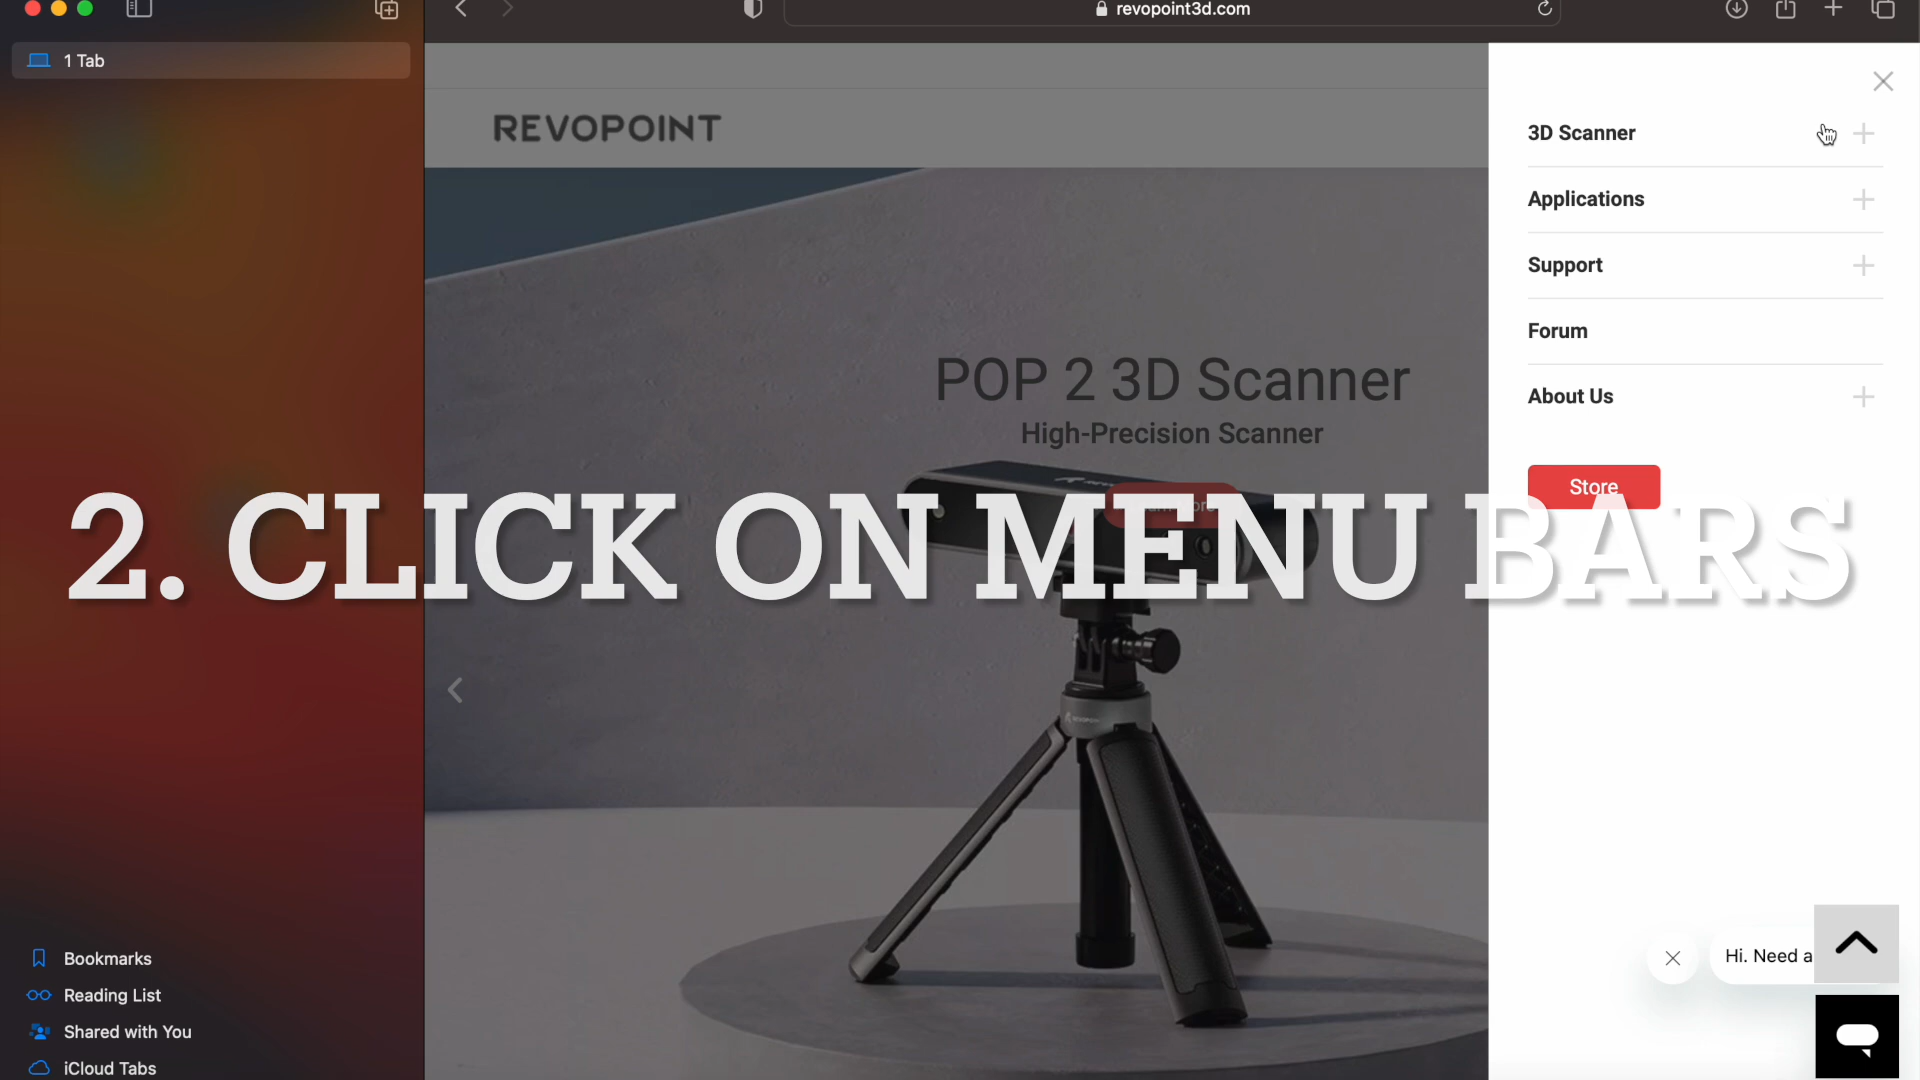 revopoint3d.com
1 Tab
REVOPOINT
3D Scanner
Applications
Support
Forum
About Us
Store
POP 2 3D Scanner
High-Precision Scanner
2. CLICK ON MENU BARS
Bookmarks
Reading List
Shared with You
iCloud Tabs
Hi. Need a